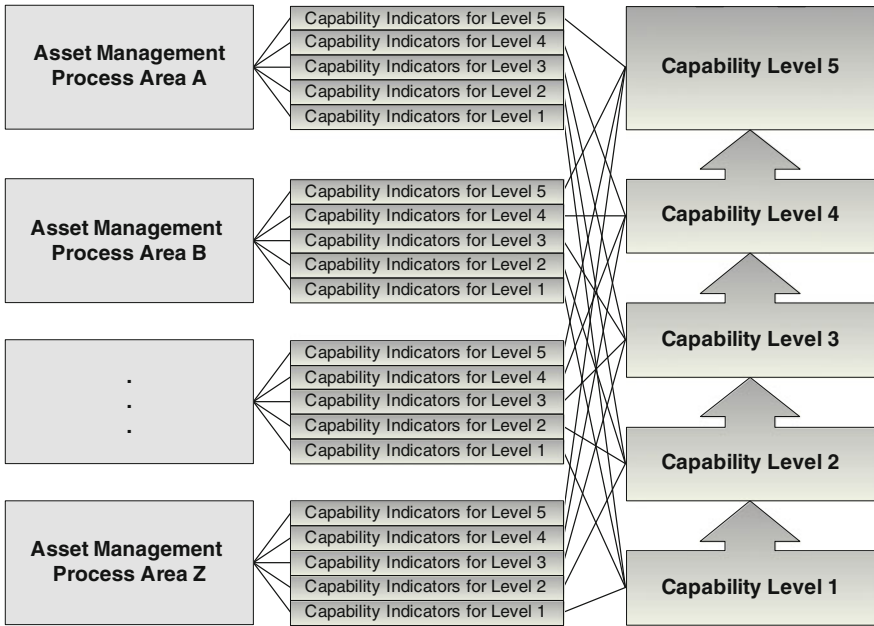 Asset Management
Process Area A
Capability Indicators for Level 5
Capability Indicators for Level 4
Capability Indicators for Level 3
Capability Indicators for Level 2
Capability Indicators for Level 1
Capability Level 5
Asset Management
Process Area B
Capability Indicators for Level 5
Capability Indicators for Level 4
Capability Indicators for Level 3
Capability Indicators for Level 2
Capability Indicators for Level 1
Capability Level 4
.
.
.
Capability Indicators for Level 5
Capability Indicators for Level 4
Capability Indicators for Level 3
Capability Indicators for Level 2
Capability Indicators for Level 1
Capability Level 3
Capability Level 2
Asset Management
Process Area Z
Capability Indicators for Level 5
Capability Indicators for Level 4
Capability Indicators for Level 3
Capability Indicators for Level 2
Capability Indicators for Level 1
Capability Level 1